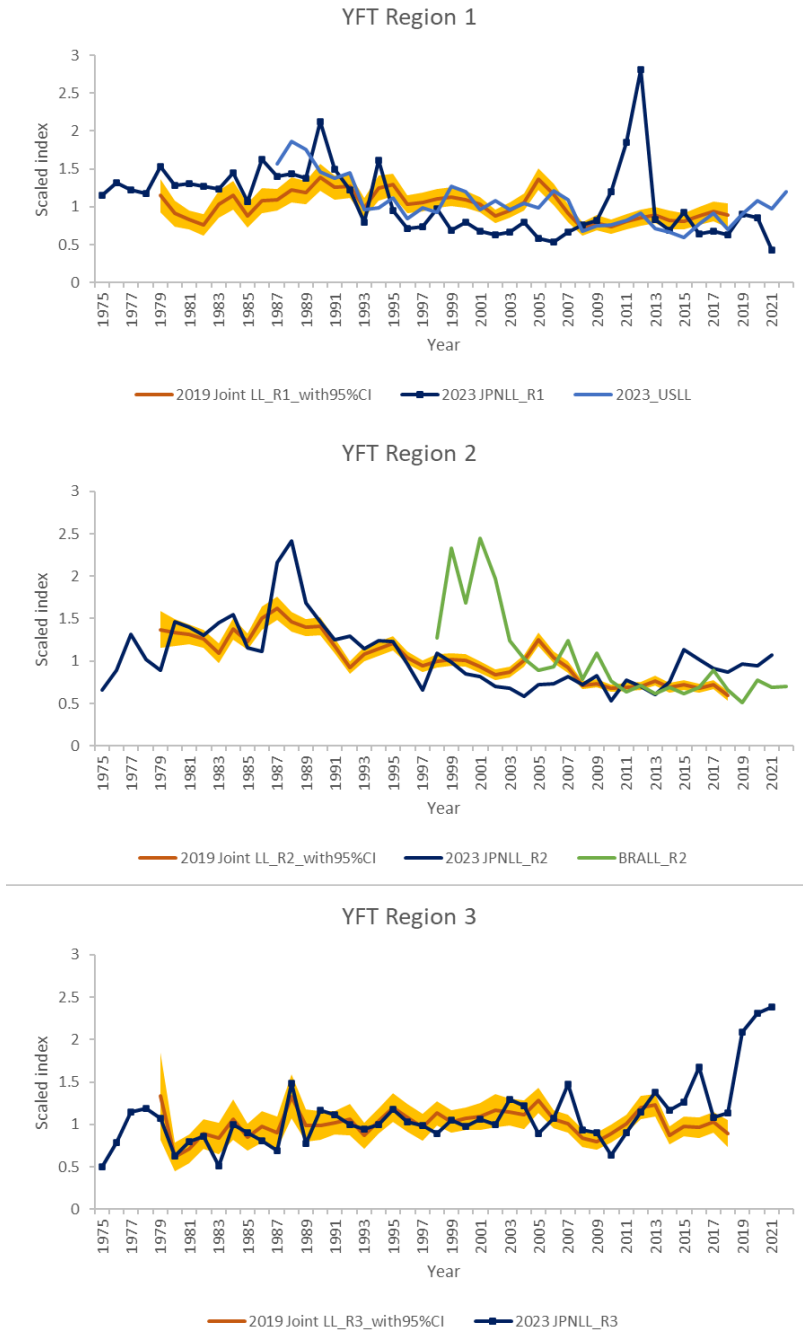 YFT Region 1
3
2.5
2
1.5
1
0.5
0
Scaled index
1975 1977 1979 1981 1983 1985 1987 1989 1991 1993 1995 1997 1999 2001 2003 2005 2007 2009 2011 2013 2015 2017 2019 2021
Year
2019 Joint LL_R1_with95%CI 2023 JPNLL_R1 2023_USLL
YFT Region 2
3
2.5
2
1.5
1
0.5
0
Scaled index
1975 1977 1979 1981 1983 1985 1987 1989 1991 1993 1995 1997 1999 2001 2003 2005 2007 2009 2011 2013 2015 2017 2019 2021
Year
2019 Joint LL_R2_with95%CI 2023 JPNLL_R2 BRALL_R2
YFT Region 3
3
2.5
2
1.5
1
0.5
0
Scaled index
1975 1977 1979 1981 1983 1985 1987 1989 1991 1993 1995 1997 1999 2001 2003 2005 2007 2009 2011 2013 2015 2017 2019 2021
Year
2019 Joint LL_R3_with95%CI 2023 JPNLL_R3